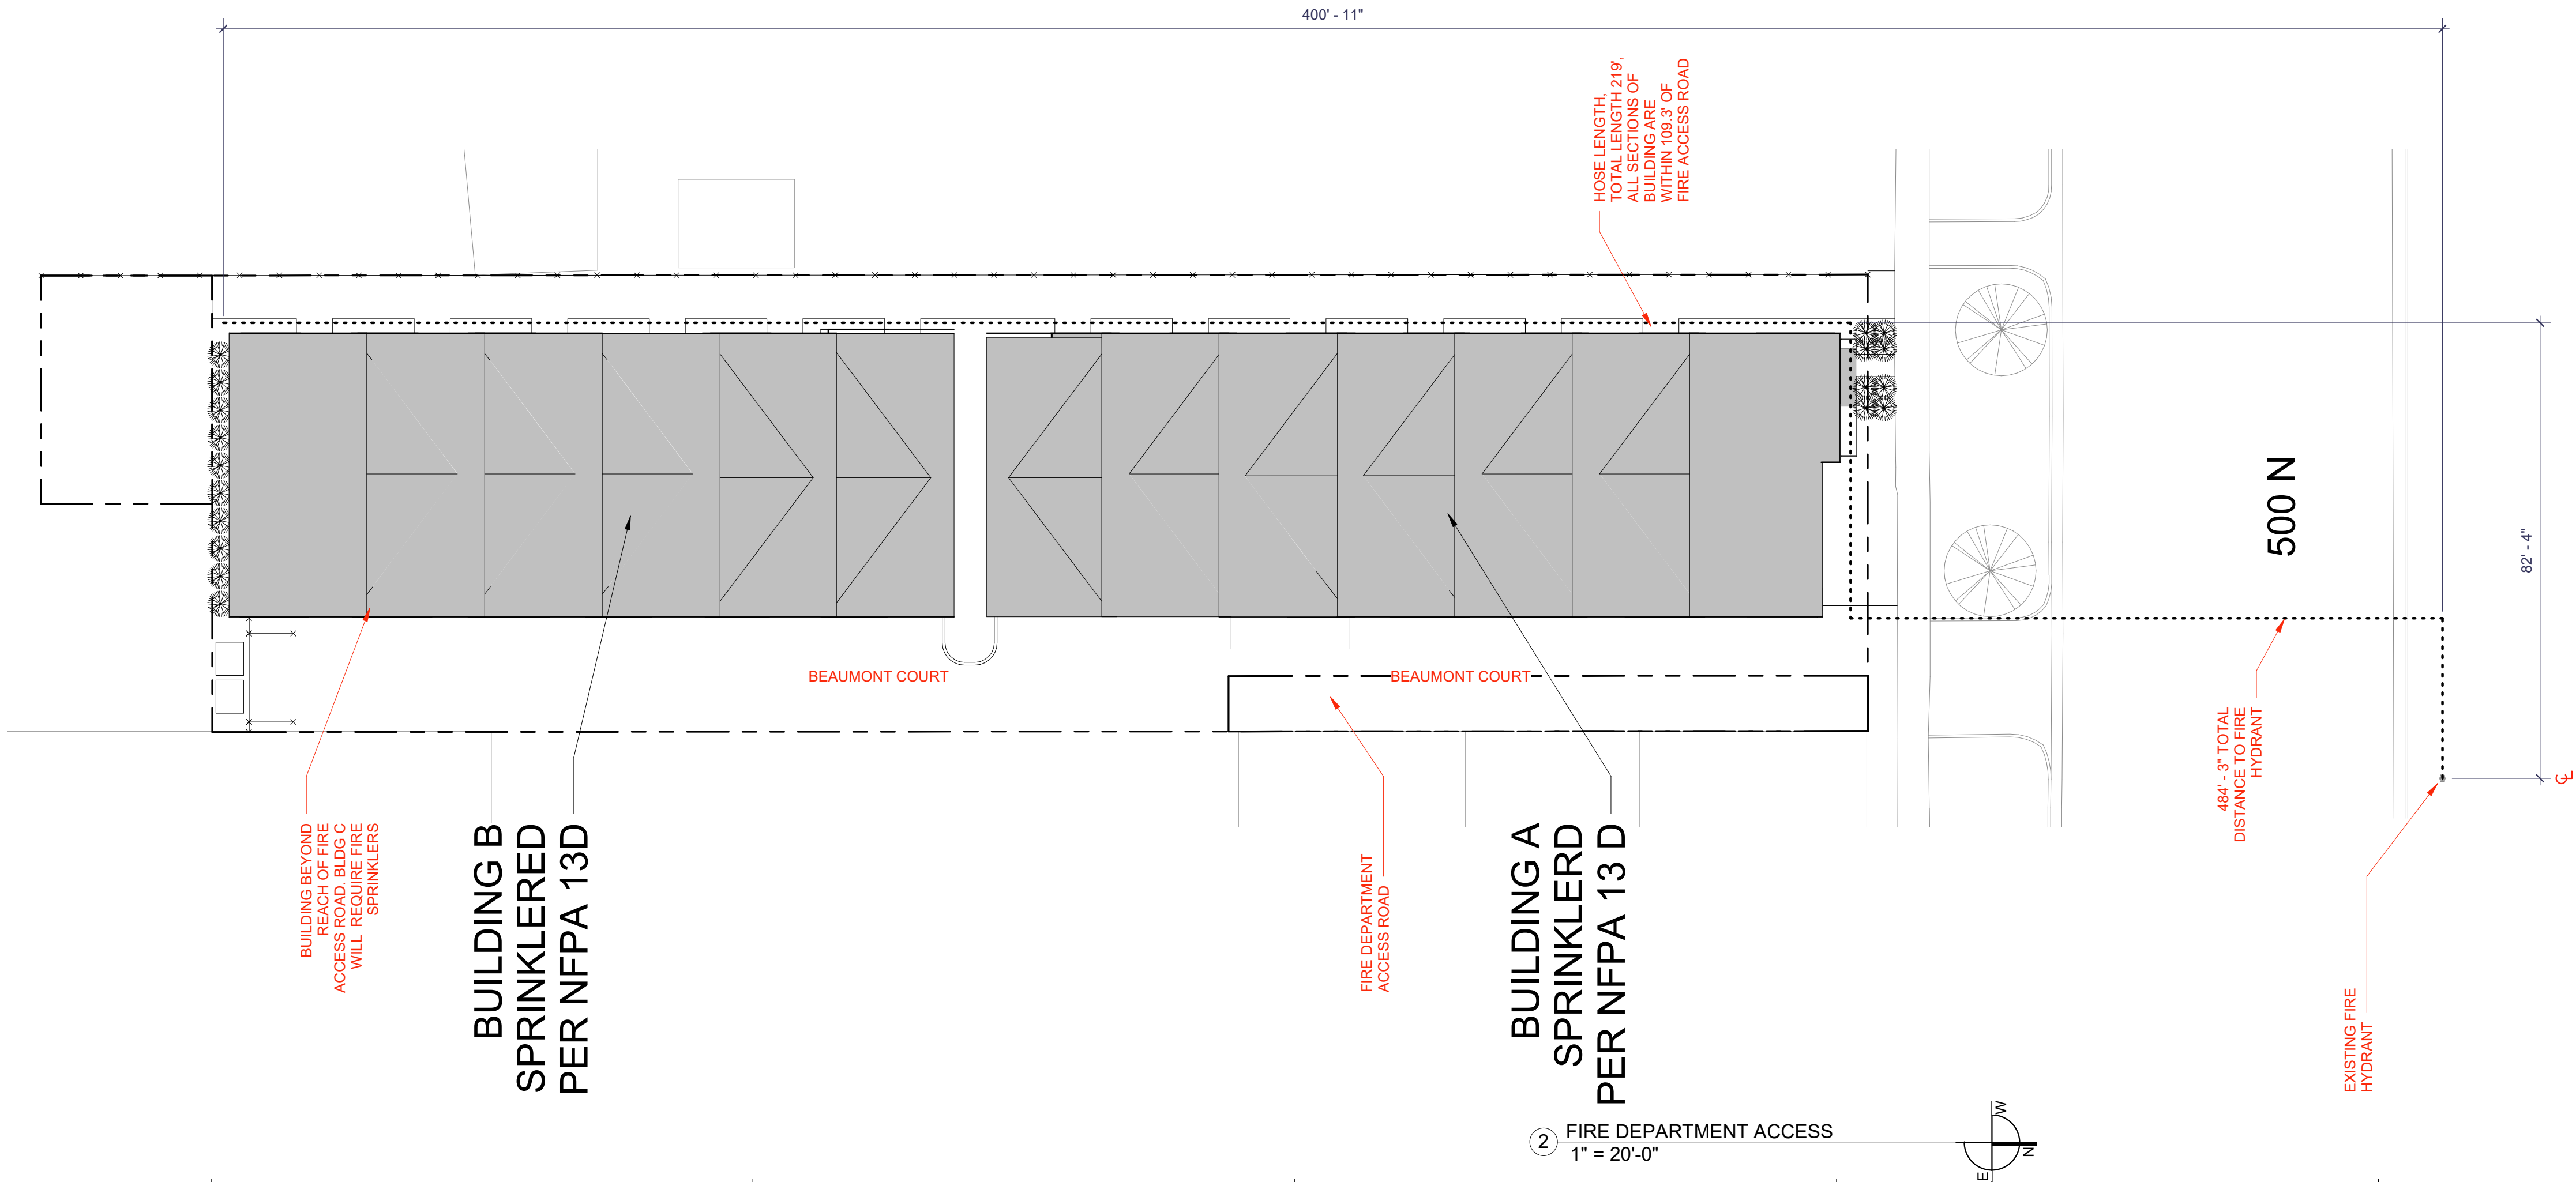 400' - 11"
HOSE LENGTH,
TOTAL LENGTH 219',
ALL SECTIONS OF
BUILDING ARE
WITHIN 109.3' OF
FIRE ACCESS ROAD
500 N
82' - 4"
BEAUMONT COURT
BEAUMONT COURT
484' - 3" TOTAL
DISTANCE TO FIRE
HYDRANT
BUILDING BEYOND
REACH OF FIRE
ACCESS ROAD. BLDG C
WILL REQUIRE FIRE
SPRINKLERS
BUILDING B
SPRINKLERED
PER NFPA 13D
FIRE DEPARTMENT
ACCESS ROAD
BUILDING A
SPRINKLERD
PER NFPA 13 D
EXISTING FIRE
HYDRANT
CL
2 FIRE DEPARTMENT ACCESS
1" = 20'-0"
W
N
E